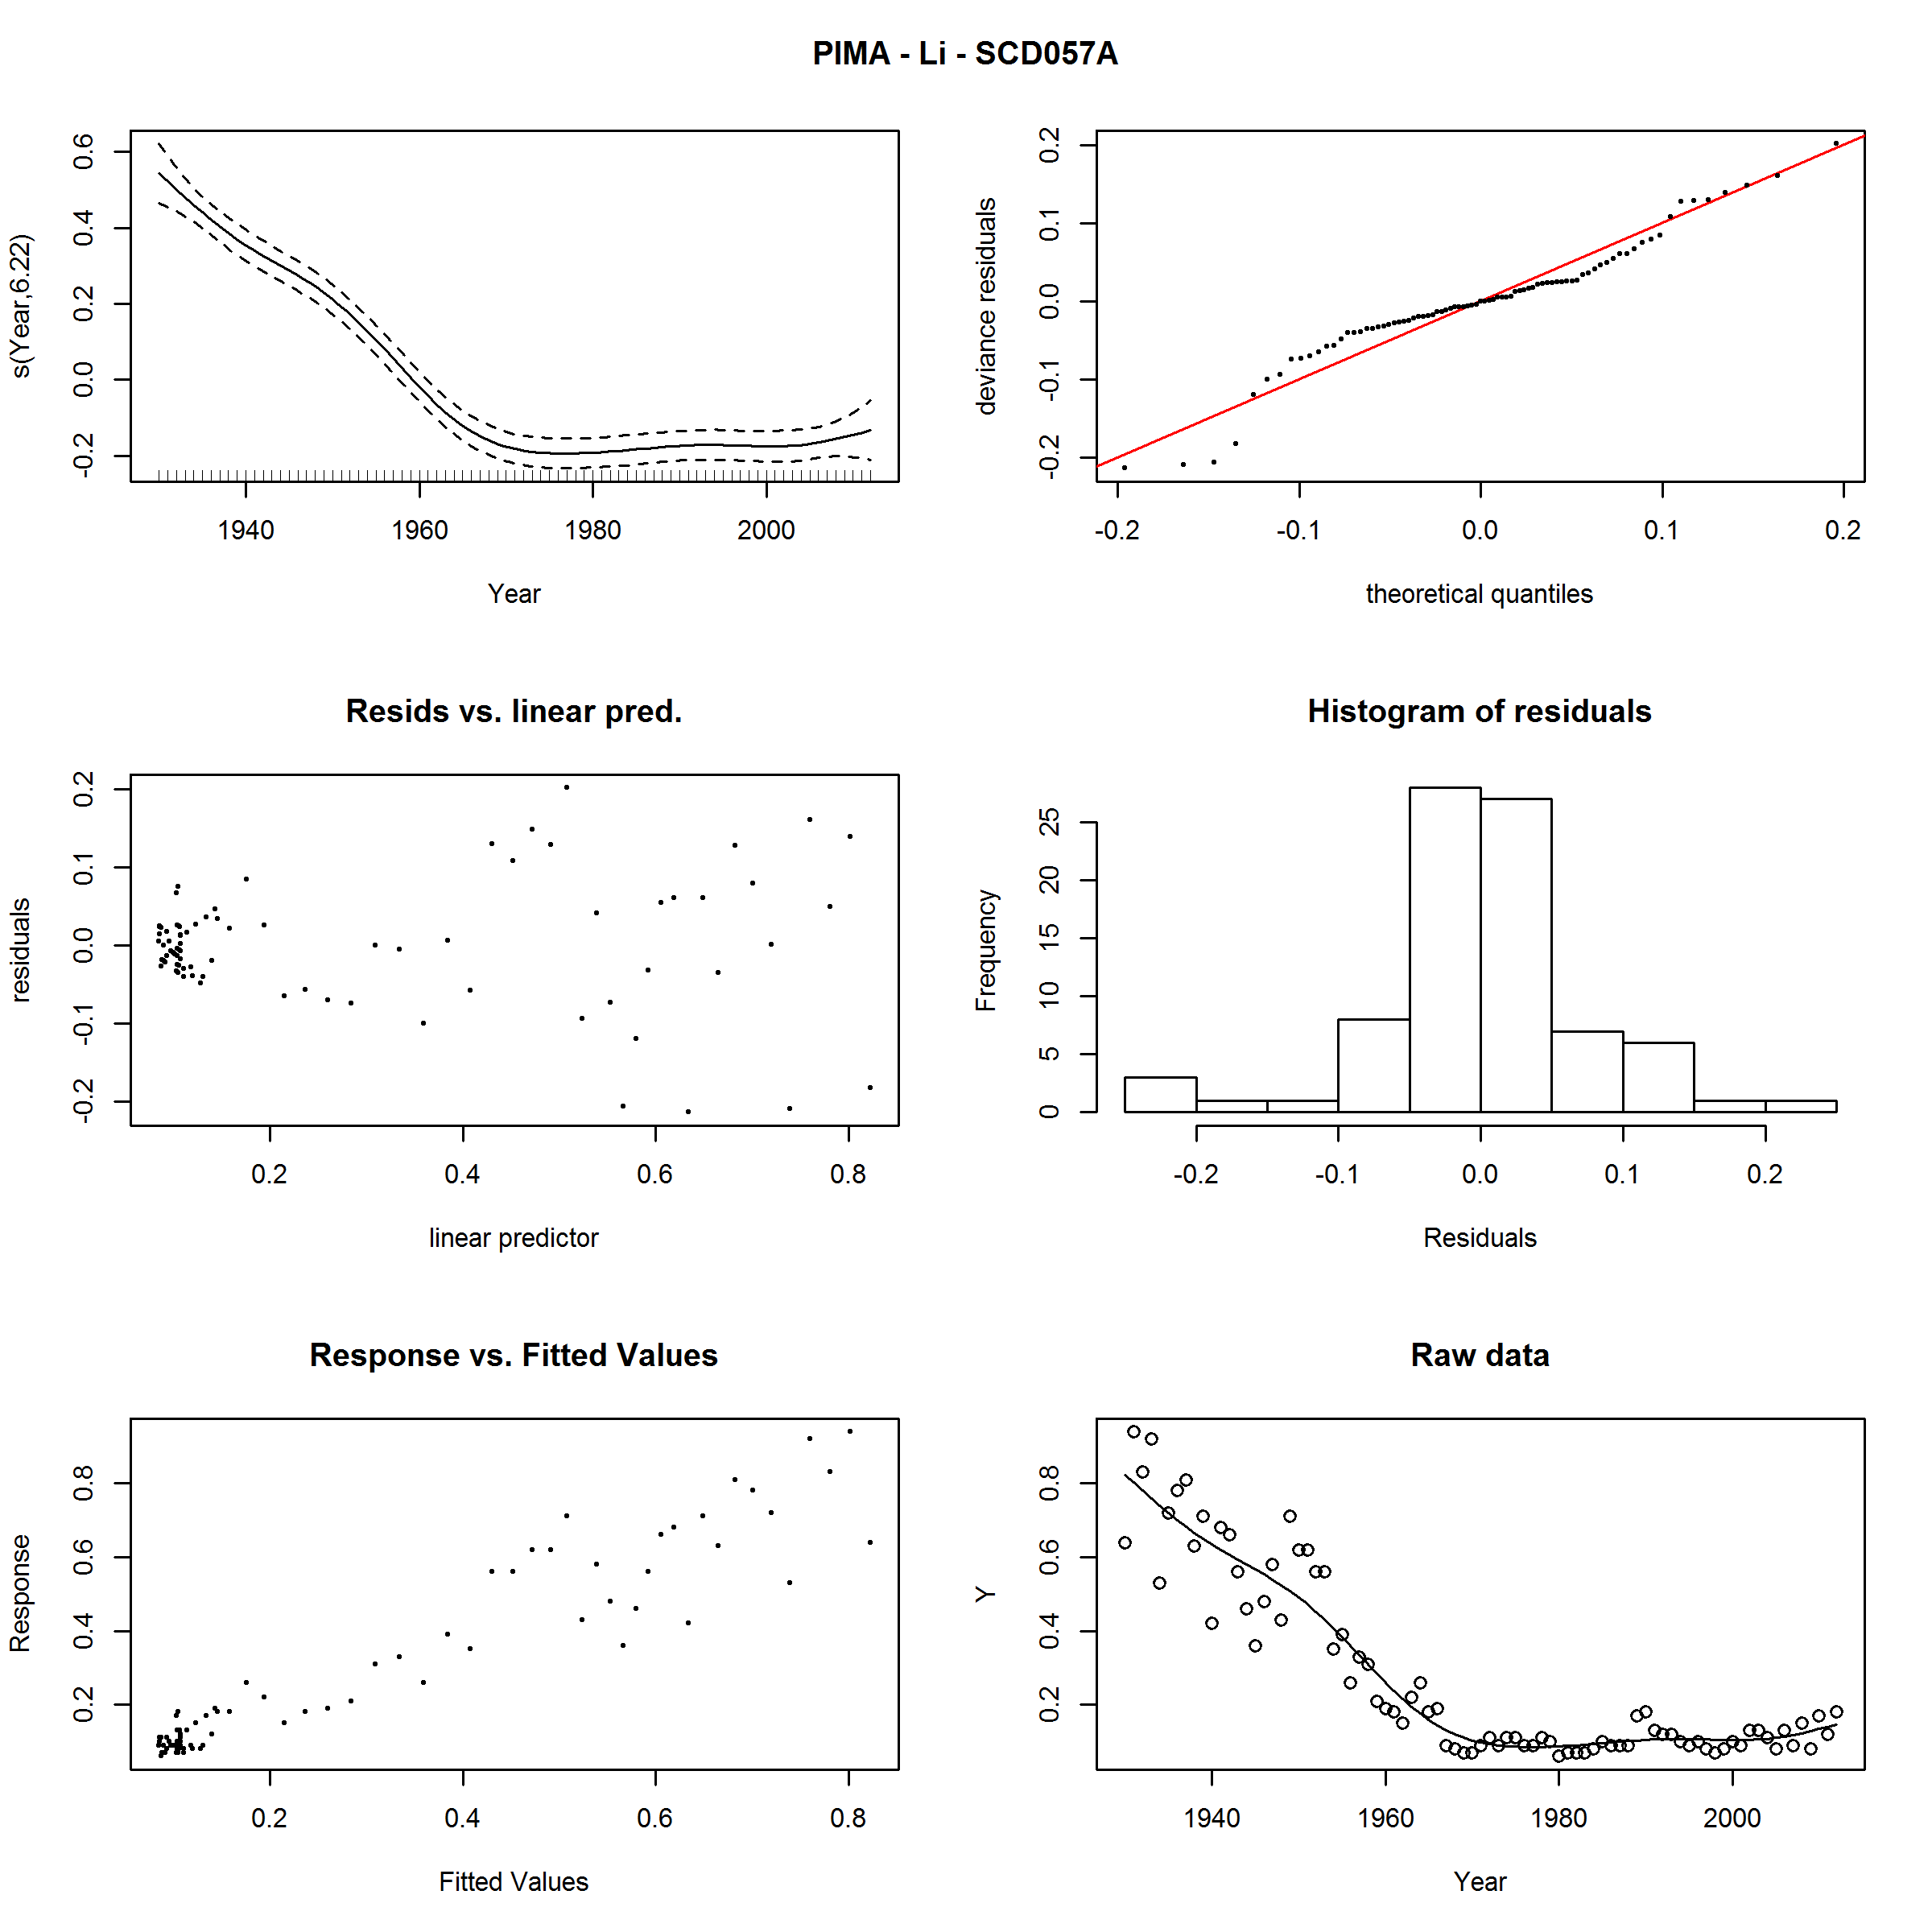 PIMA - Li - SCD057A
s(Year,6.22)
0.6
0.4
0.2
0.0
-0.2
1940 1960 1980 2000
Year
deviance residuals
0.2
0.1
0.0
-0.1
-0.2
-0.2 -0.1 0.0 0.1 0.2
theoretical quantiles
Resids vs. linear pred.
residuals
0.2
0.1
0.0
-0.1
-0.2
0.2 0.4 0.6 0.8
linear predictor
Histogram of residuals
Frequency
25
20
15
10
5
0
-0.2 -0.1 0.0 0.1 0.2
Residuals
Response vs. Fitted Values
Response
0.8
0.6
0.4
0.2
0.2 0.4 0.6 0.8
Fitted Values
Raw data
Y
0.8
0.6
0.4
0.2
1940 1960 1980 2000
Year